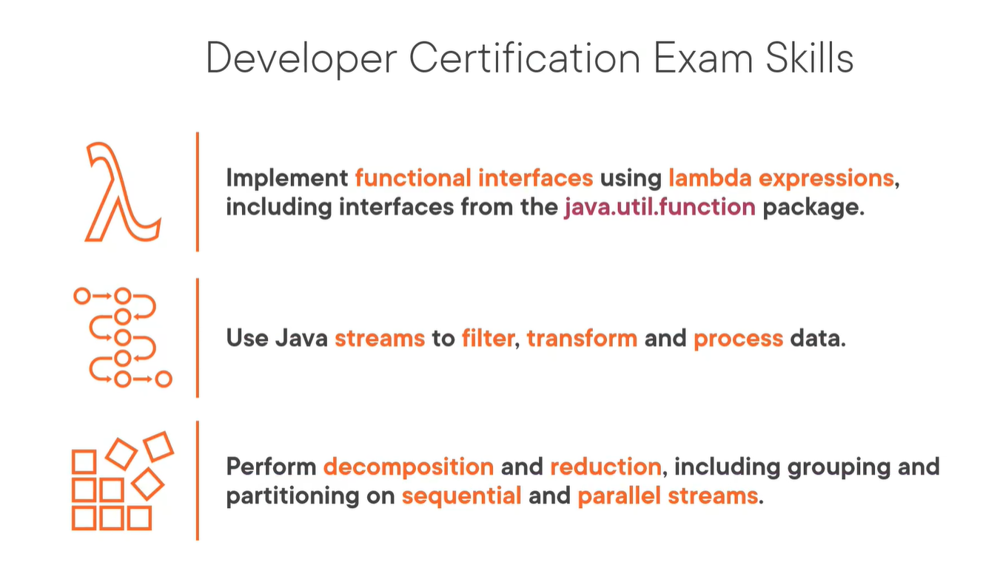 Developer Certification Exam Skills
Implement functional interfaces using lambda expressions,
including interfaces from the java.util.function package.
Use Java streams to filter, transform and process data.
Perform decomposition and reduction, including grouping and
partitioning on sequential and parallel streams.